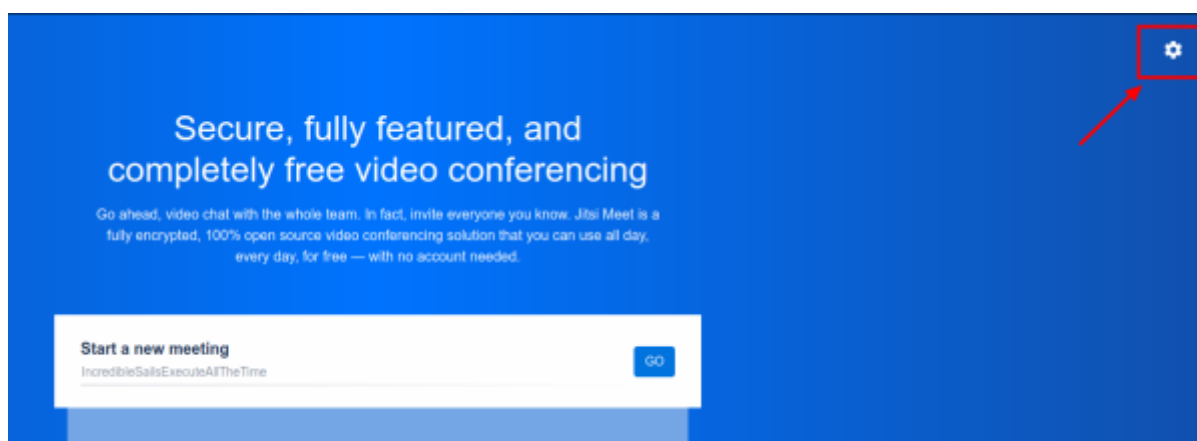 Secure, fully featured, and
completely free video conferencing
Go ahead, video chat with the whole team. In fact, invite everyone you know. Jitsi Meet is a
fully encrypted, 100% open source video conferencing solution that you can use all day,
every day, for free — with no account needed.
Start a new meeting
GO
IncredibleSailsExecuteAllTheTime